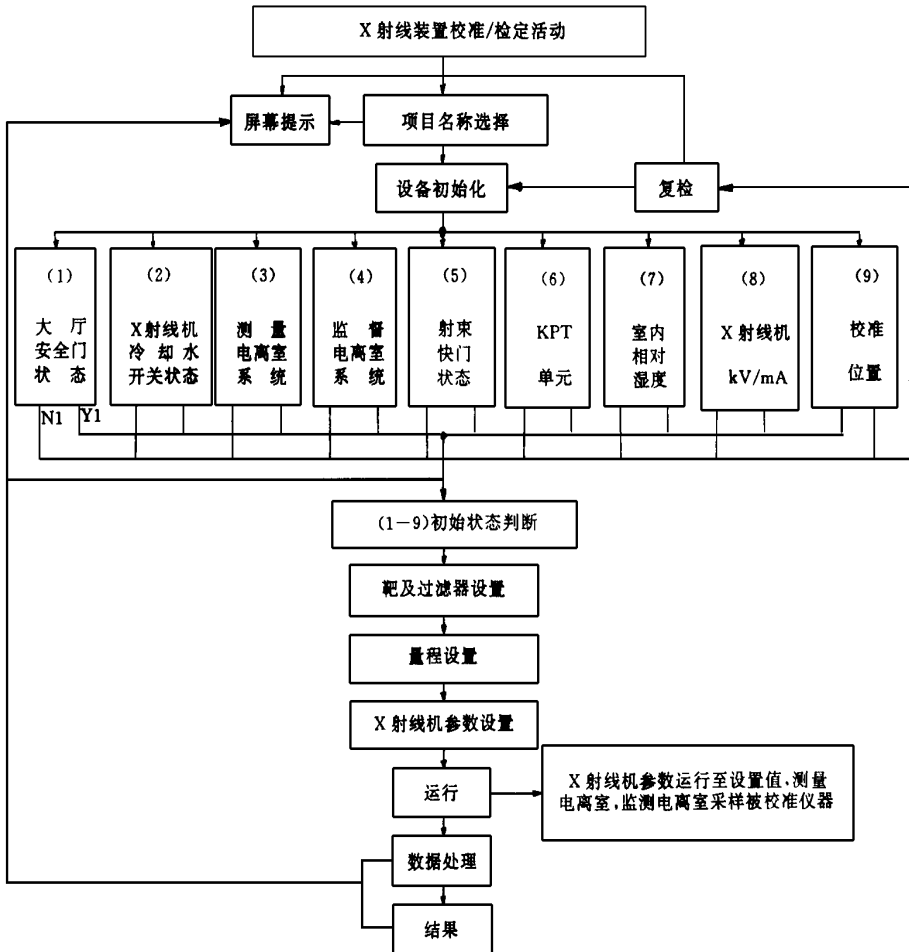 X 射线装置校准/检定活动
屏幕提示
项目名称选择
设备初始化
复检
(1)
大厅
安全门
状态
(2)
X射线机
冷却水
开关状态
(3)
测量
电离室
系统
(4)
监督
电离室
系统
(5)
射束
快门
状态
(6)
KPT
单元
(7)
室内
相对
湿度
(8)
X 射线机
kV/mA
(9)
校准
位置
N1
Y1
(1－9)初始状态判断
靶及过滤器设置
量程设置
X 射线机参数设置
运行
X 射线机参数运行至设置值,测量
电离室,监测电离室采样被校准仪器
数据处理
结果